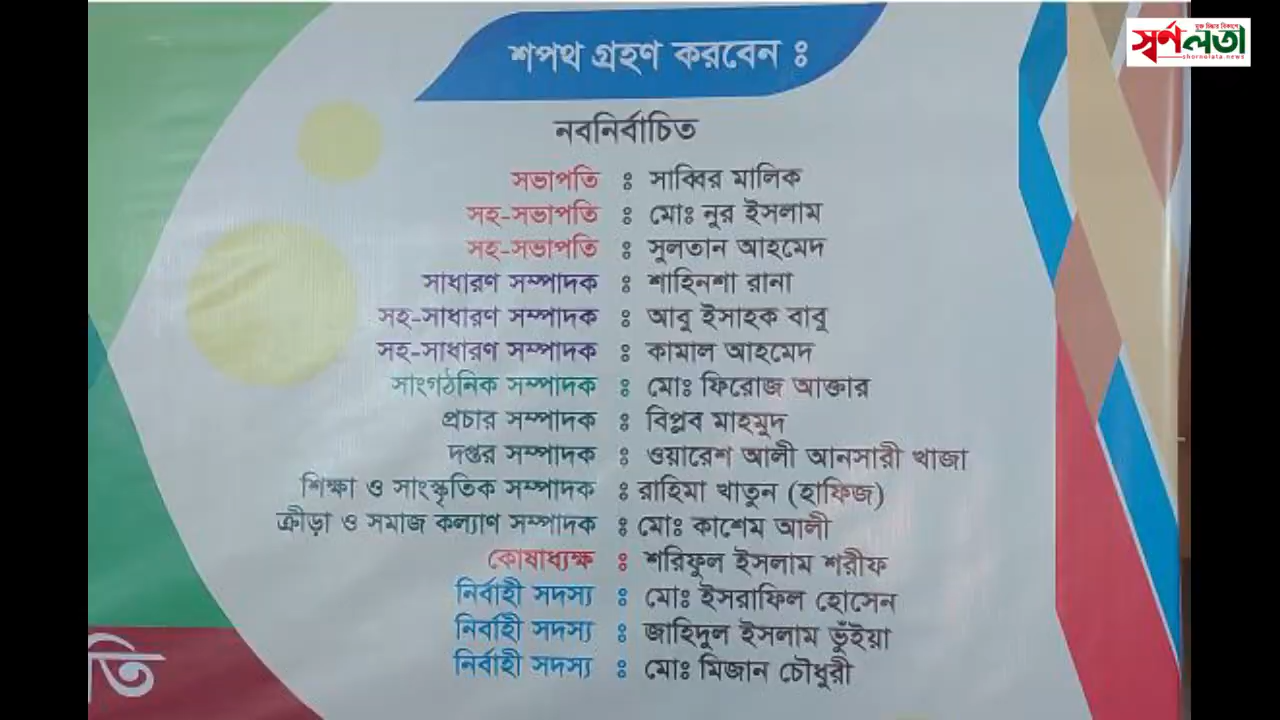 শপথ গ্রহণ করবেন ঃ
মুক্ত চিন্তার বিকাশে
স্বর্ণলতা
shornolata.news
নবনির্বাচিত
সভাপতি ঃ সাব্বির মালিক
সহ-সভাপতি ঃ মোঃ নুর ইসলাম
সহ-সভাপতি ঃ সুলতান আহমেদ
সাধারণ সম্পাদক ঃ শাহিনশা রানা
সহ-সাধারণ সম্পাদক ঃ আবু ইসাহক বাবু
সহ-সাধারণ সম্পাদক ঃ কামাল আহমেদ
সাংগঠনিক সম্পাদক ঃ মোঃ ফিরোজ আক্তার
প্রচার সম্পাদক ঃ বিপ্লব মাহমুদ
দপ্তর সম্পাদক ঃ ওয়ারেশ আলী আনসারী খাজা
শিক্ষা ও সাংস্কৃতিক সম্পাদক ঃ রাহিমা খাতুন (হাফিজ)
ক্রীড়া ও সমাজ কল্যাণ সম্পাদক ঃ মোঃ কাশেম আলী
কোষাধ্যক্ষ ঃ শরিফুল ইসলাম শরীফ
নির্বাহী সদস্য ঃ মোঃ ইসরাফিল হোসেন
নির্বাহী সদস্য ঃ জাহিদুল ইসলাম ভুঁইয়া
নির্বাহী সদস্য ঃ মোঃ মিজান চৌধুরী
তি